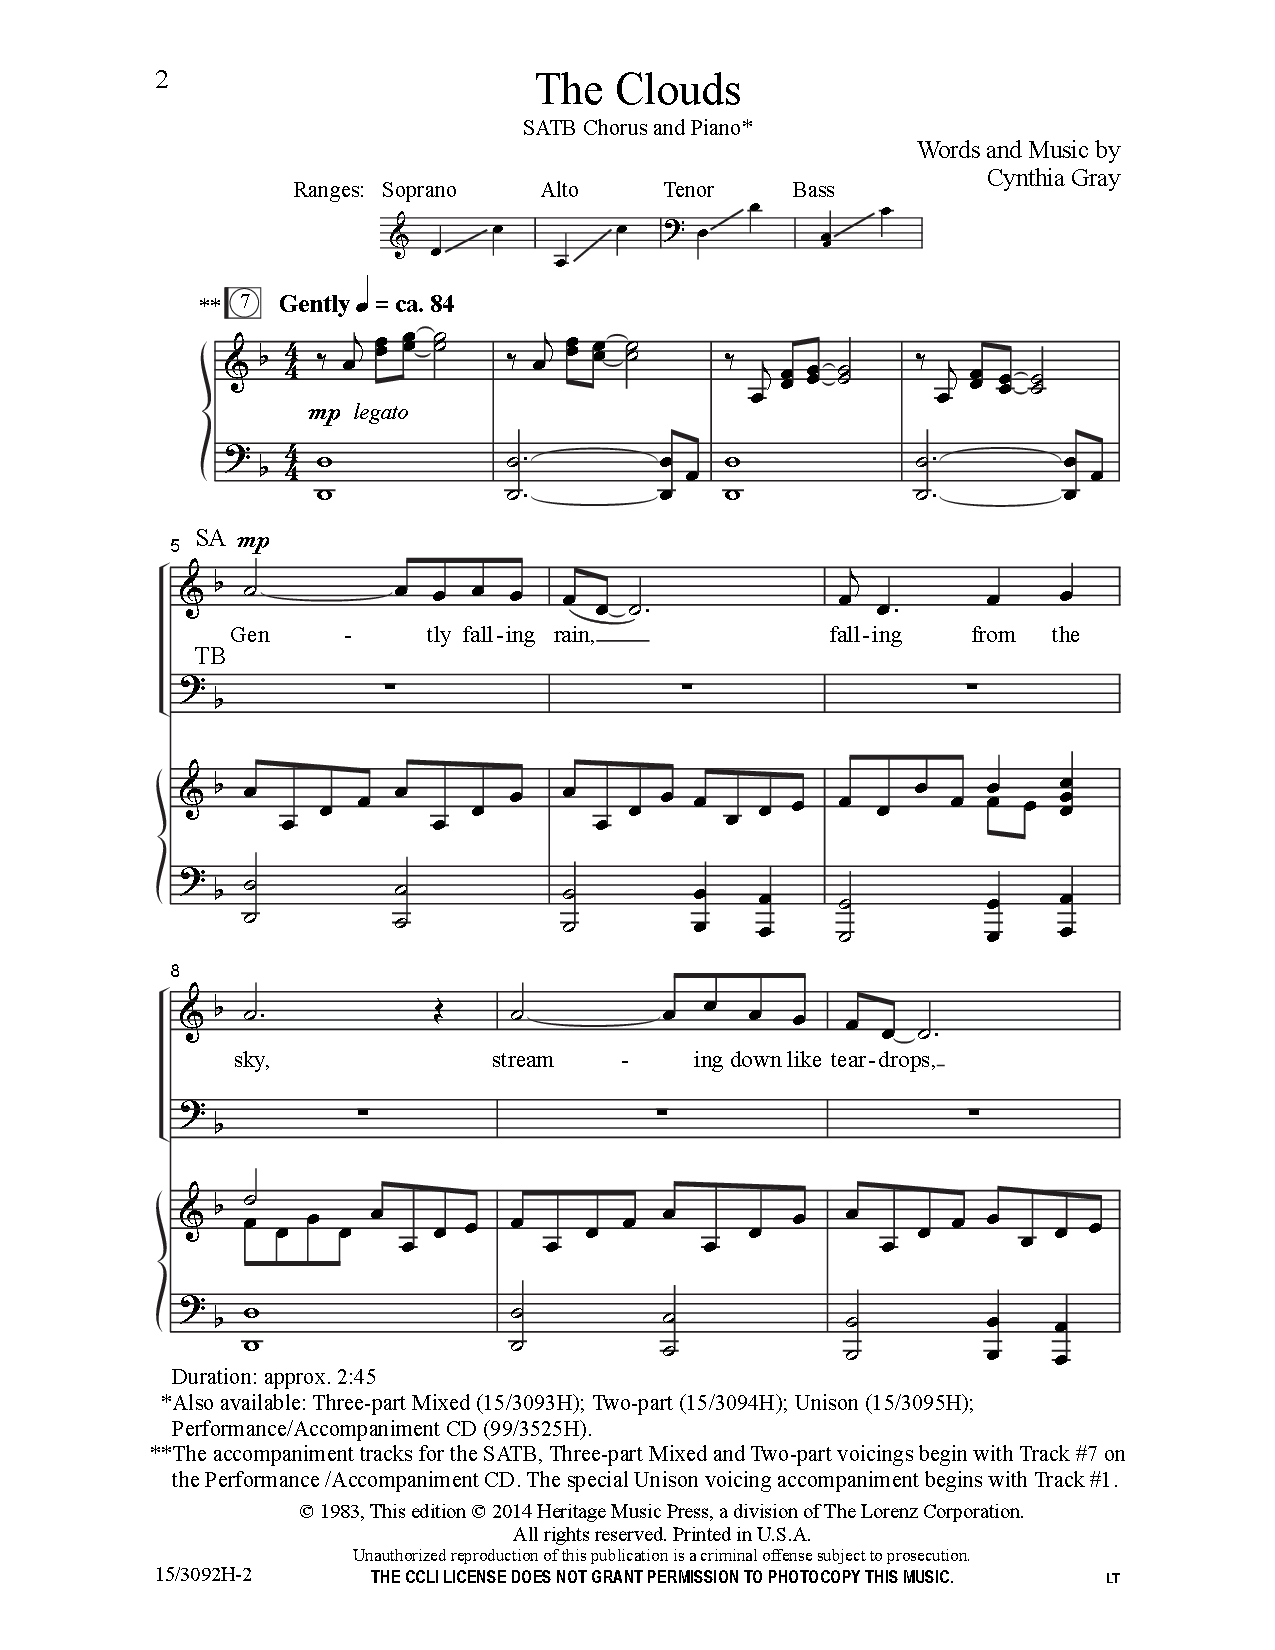 2
The Clouds
SATB Chorus and Piano*
Words and Music by
Cynthia Gray
Ranges: Soprano Alto Tenor Bass
** 7 Gently = ca. 84
4 4
mp legato
4 4
5 SA mp
Gen - tly fall-ing rain, fall-ing from the
TB
8
sky, stream - ing down like tear-drops,
Duration: approx. 2:45
*Also available: Three-part Mixed (15/3093H); Two-part (15/3094H); Unison (15/3095H);
Performance/Accompaniment CD (99/3525H).
**The accompaniment tracks for the SATB, Three-part Mixed and Two-part voicings begin with Track #7 on
the Performance /Accompaniment CD. The special Unison voicing accompaniment begins with Track #1.
© 1983, This edition © 2014 Heritage Music Press, a division of The Lorenz Corporation.
All rights reserved. Printed in U.S.A.
Unauthorized reproduction of this publication is a criminal offense subject to prosecution.
15/3092H-2 THE CCLI LICENSE DOES NOT GRANT PERMISSION TO PHOTOCOPY THIS MUSIC. LT